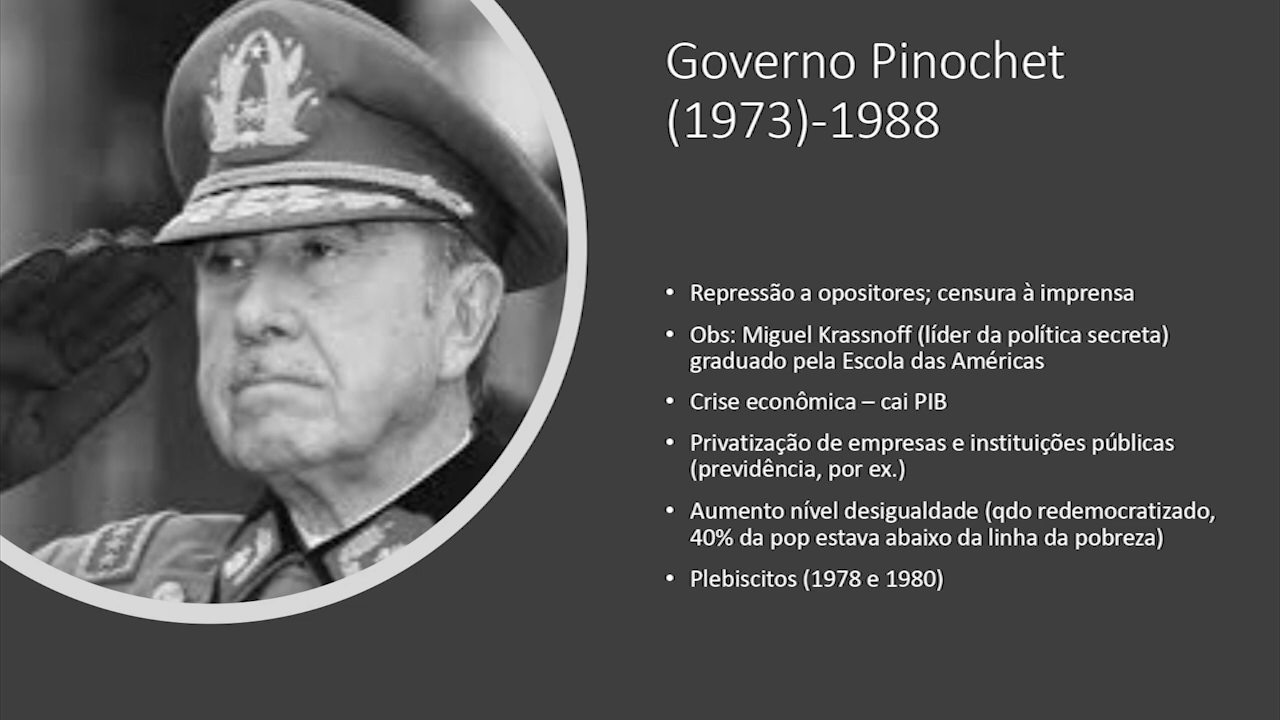 Governo Pinochet
(1973)-1988
• Repressão a opositores; censura à imprensa
• Obs: Miguel Krassnoff (líder da política secreta)
graduado pela Escola das Américas
• Crise econômica – cai PIB
• Privatização de empresas e instituições públicas
(previdência, por ex.)
• Aumento nível desigualdade (qdo redemocratizado,
40% da pop estava abaixo da linha da pobreza)
• Plebiscitos (1978 e 1980)